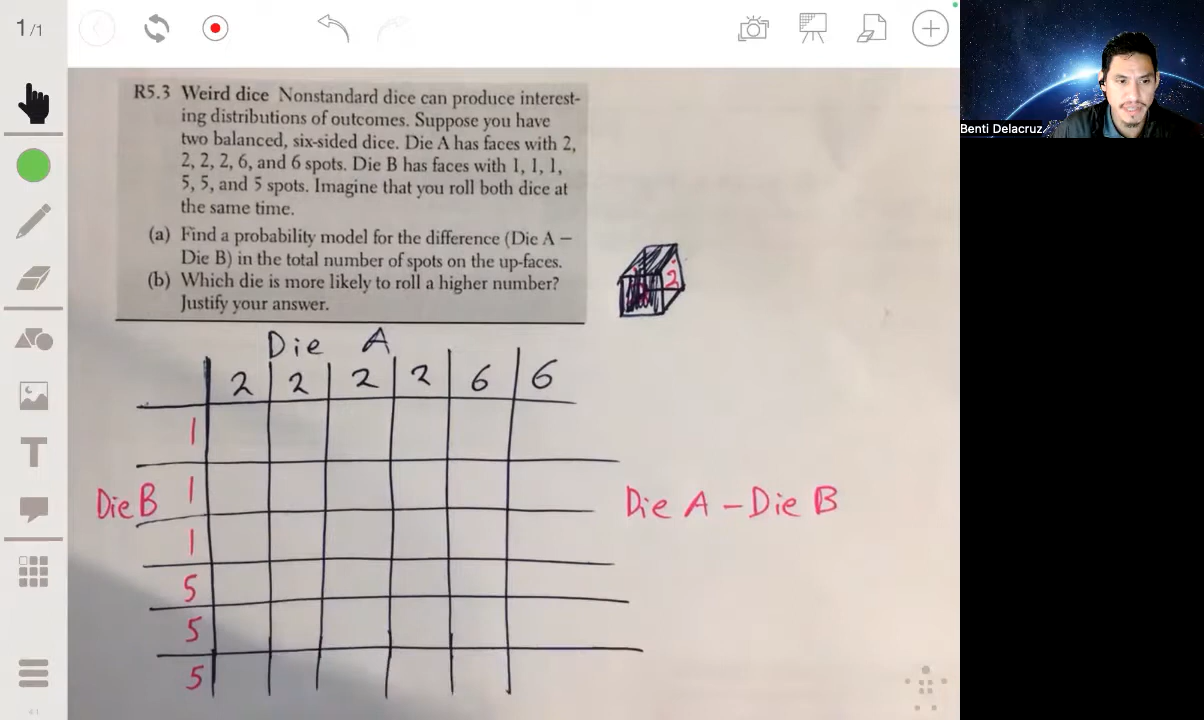 1/1
R5.3 Weird dice Nonstandard dice can produce interest-
ing distributions of outcomes. Suppose you have
two balanced, six-sided dice. Die A has faces with 2,
2, 2, 2, 6, and 6 spots. Die B has faces with 1, 1, 1,
5, 5, and 5 spots. Imagine that you roll both dice at
the same time.
(a) Find a probability model for the difference (Die A –
Die B) in the total number of spots on the up-faces.
(b) Which die is more likely to roll a higher number?
Justify your answer.
2
Die A
2 2 2 2 6 6
1
Die B 1
1
5
5
5
Die A - Die B
T
Benti Delacruz